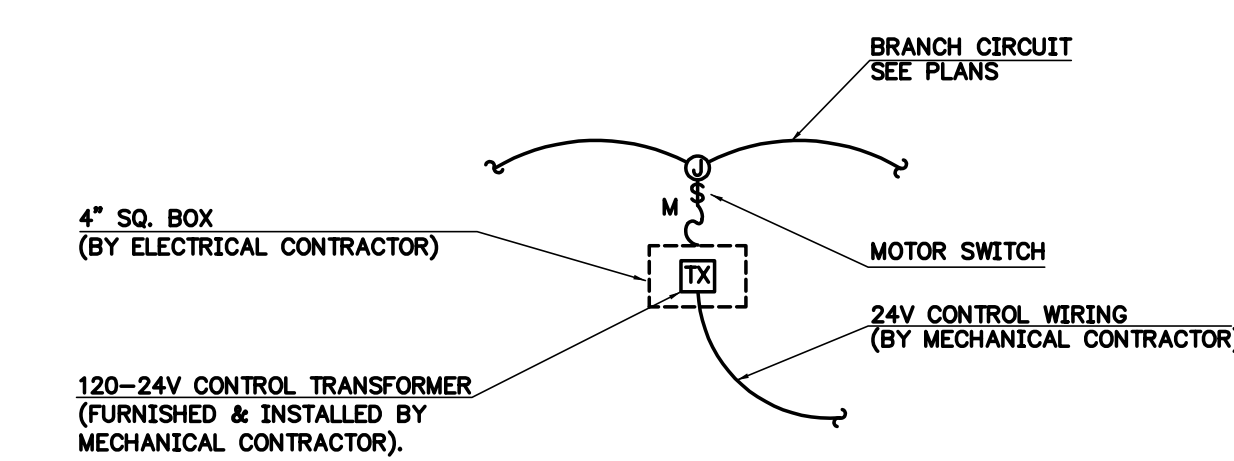 BRANCH CIRCUIT
SEE PLANS
J
$
M
4" SQ. BOX
(BY ELECTRICAL CONTRACTOR)
MOTOR SWITCH
TX
24V CONTROL WIRING
(BY MECHANICAL CONTRACTOR)
120-24V CONTROL TRANSFORMER
(FURNISHED & INSTALLED BY
MECHANICAL CONTRACTOR).